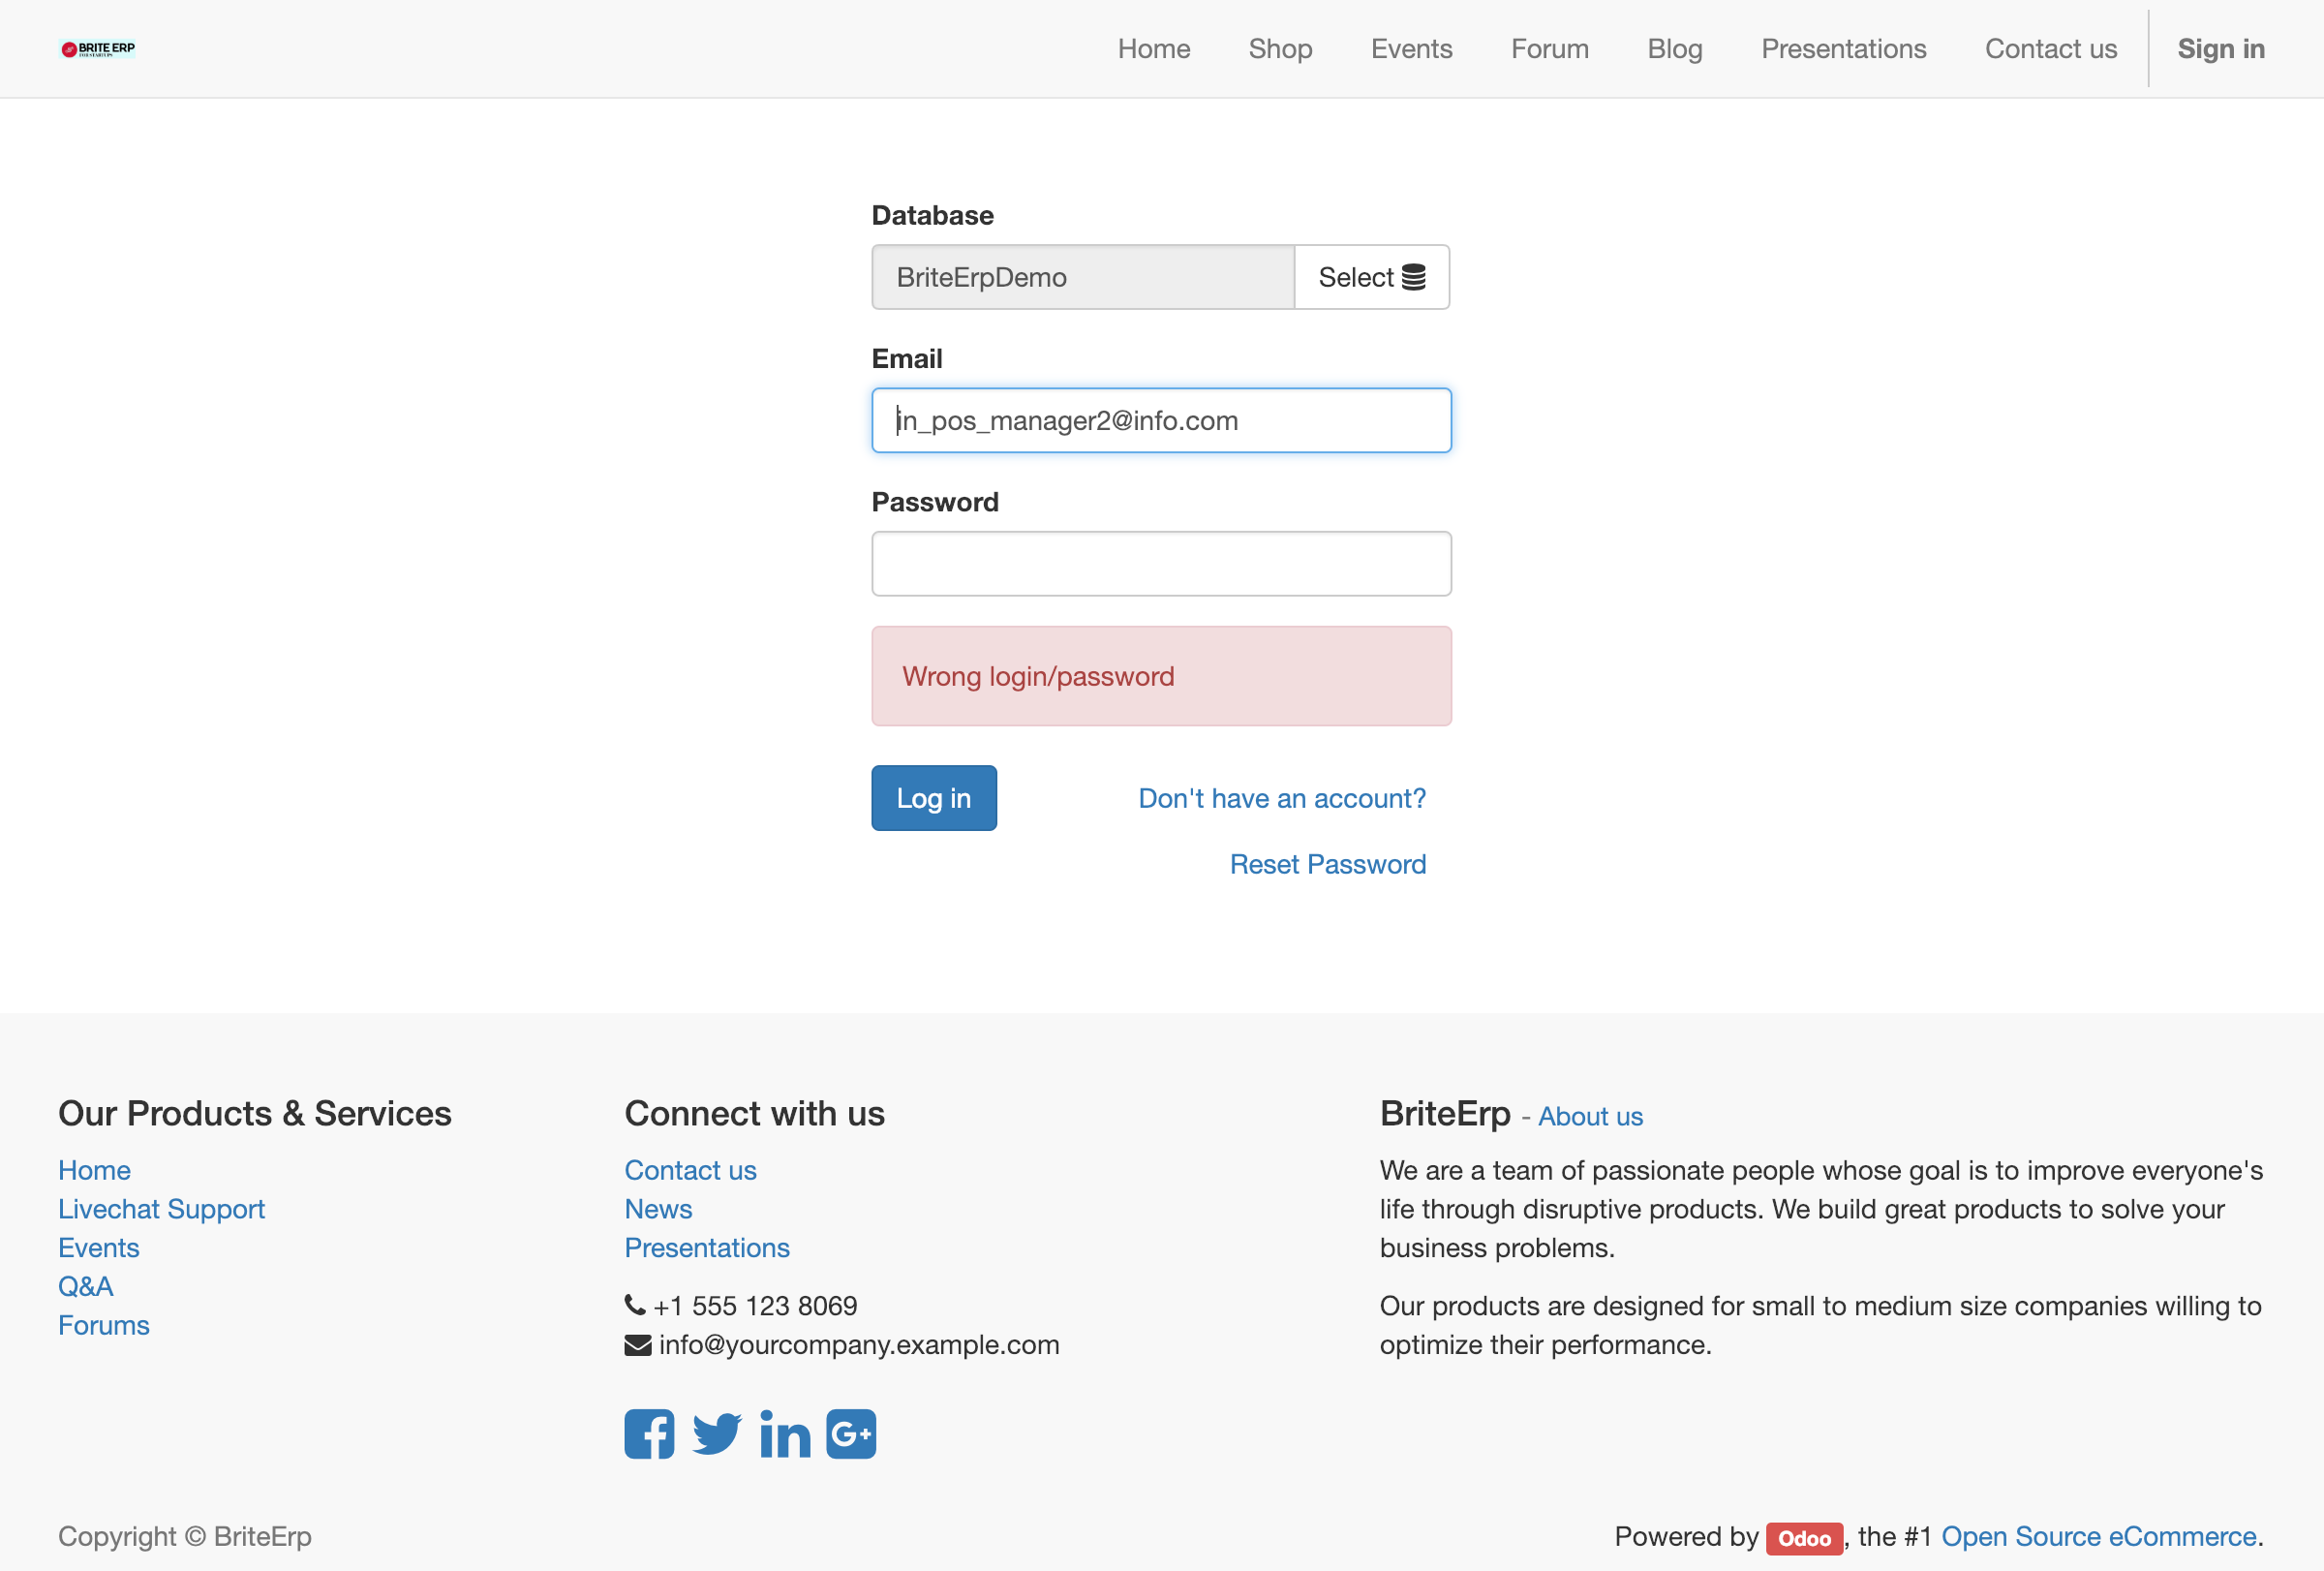 BRITE ERP
FOR STARTUPS
Home Shop Events Forum Blog Presentations Contact us Sign in
Database
BriteErpDemo Select
Email
in_pos_manager2@info.com
Password
Wrong login/password
Log in Don't have an account?
Reset Password
Our Products & Services
Home
Livechat Support
Events
Q&A
Forums
Connect with us
Contact us
News
Presentations
+1 555 123 8069
info@yourcompany.example.com
BriteErp - About us
We are a team of passionate people whose goal is to improve everyone's
life through disruptive products. We build great products to solve your
business problems.
Our products are designed for small to medium size companies willing to
optimize their performance.
Copyright © BriteErp
Powered by Odoo, the #1 Open Source eCommerce.